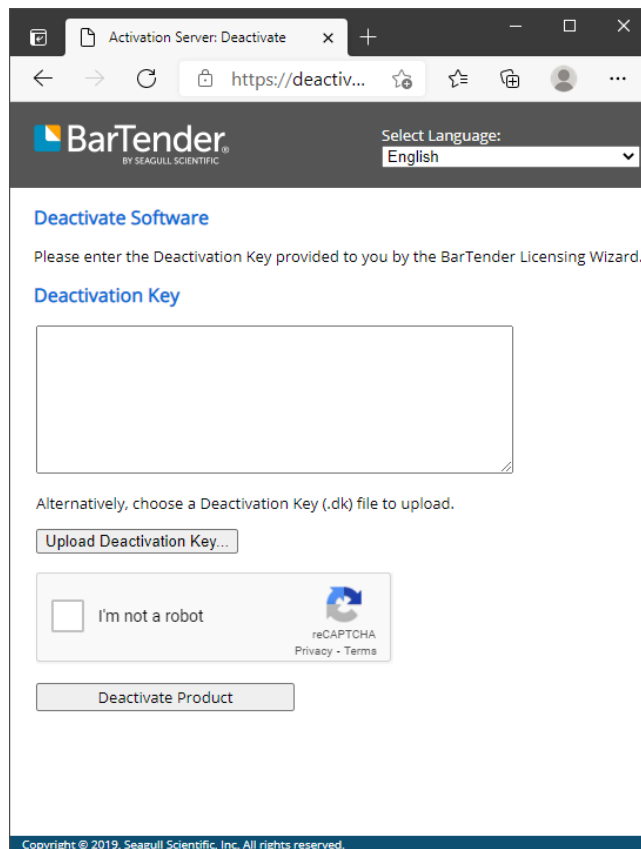 Activation Server: Deactivate
https://deactiv...
BarTender®
BY SEAGULL SCIENTIFIC
Select Language:
English
Deactivate Software
Please enter the Deactivation Key provided to you by the BarTender Licensing Wizard.
Deactivation Key
Alternatively, choose a Deactivation Key (.dk) file to upload.
Upload Deactivation Key...
I'm not a robot
reCAPTCHA
Privacy - Terms
Deactivate Product
Copyright © 2019, Seagull Scientific, Inc. All rights reserved.